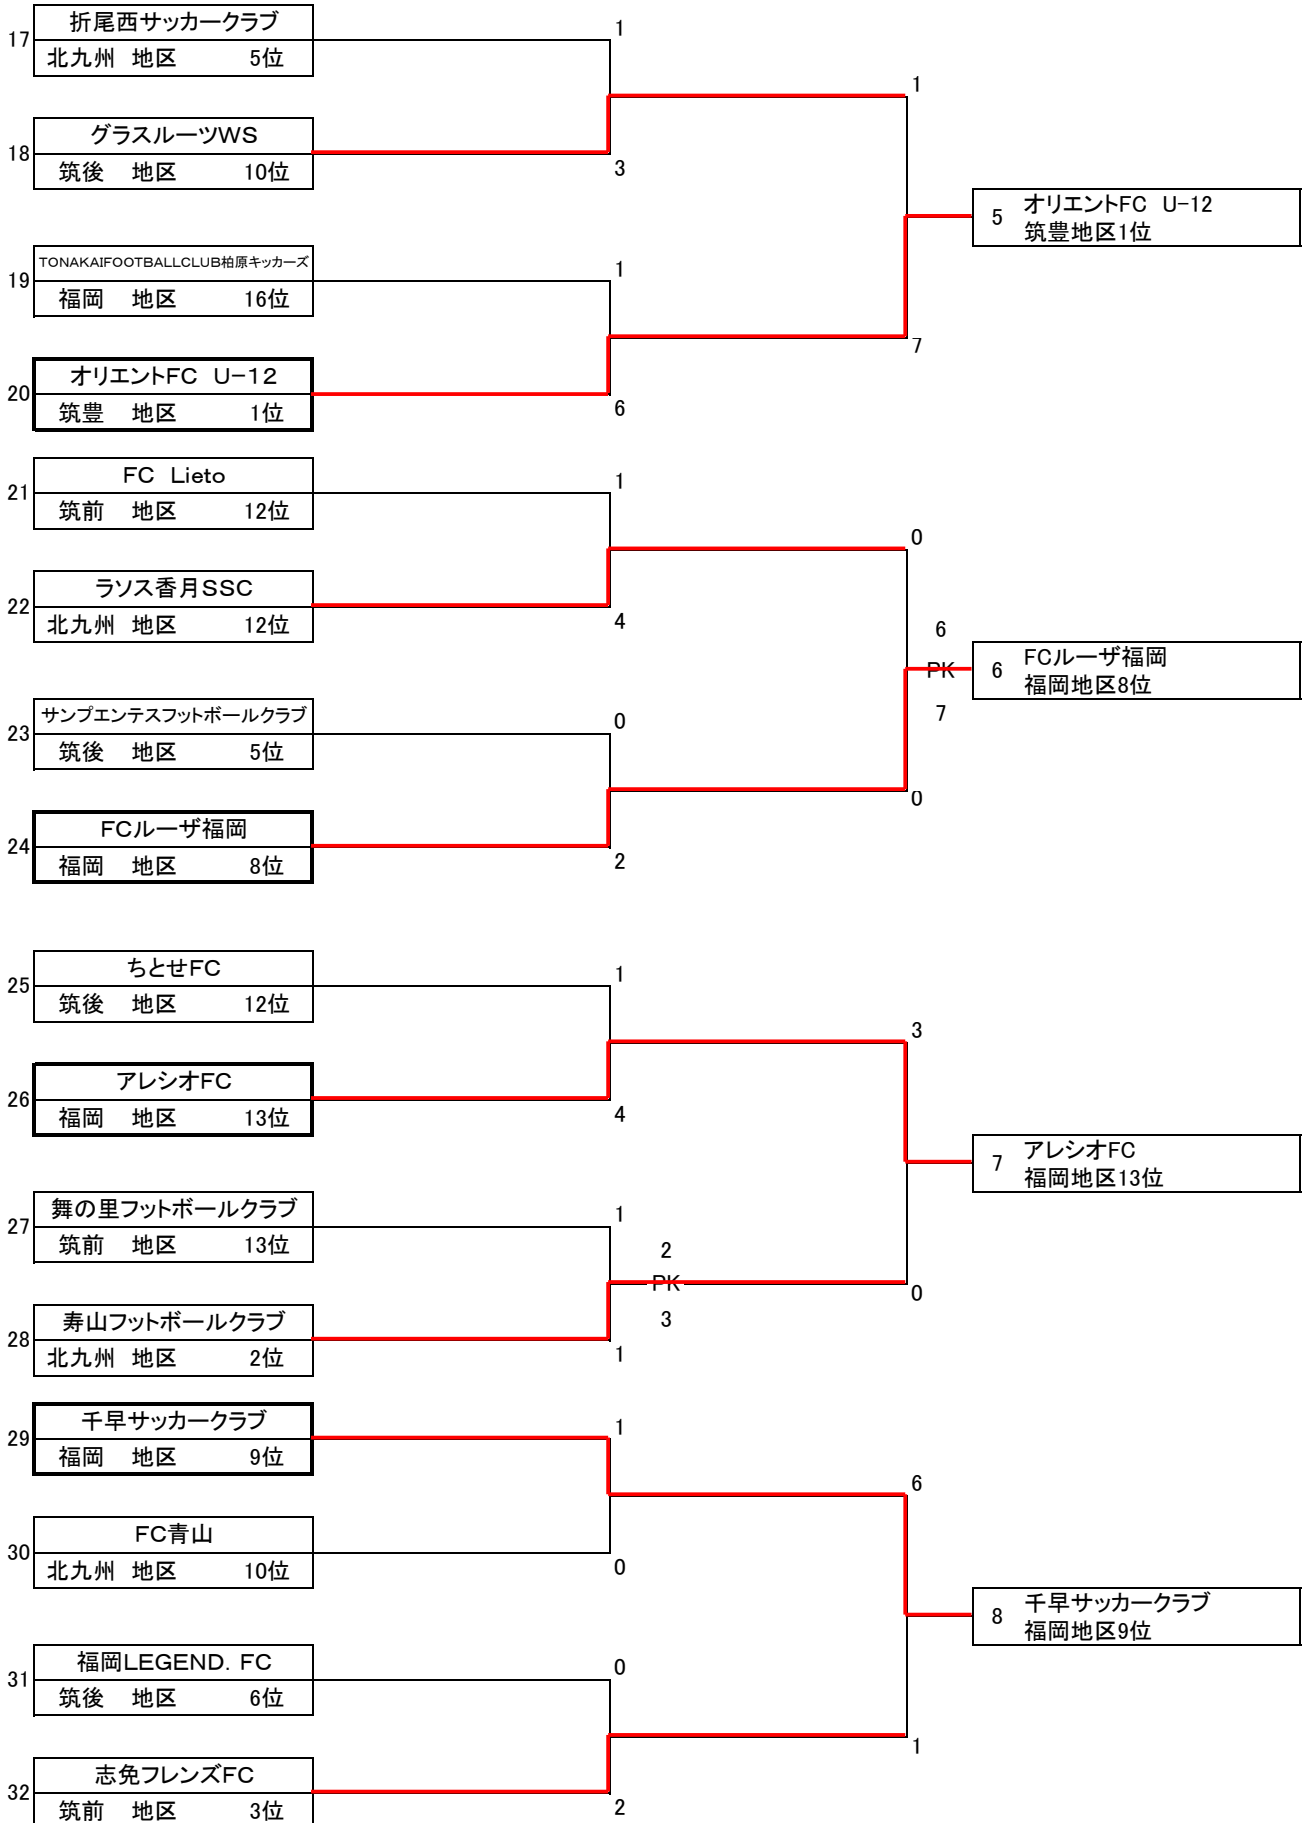 折尾西サッカークラブ
17
北九州 地区 5位
1
1
グラスルーツWS
18
筑後 地区 10位
3
5 オリエントFC U-12
筑豊地区1位
TONAKAIFOOTBALLCLUB柏原キッカーズ
19
福岡 地区 16位
1
7
オリエントFC U-12
20
筑豊 地区 1位
6
FC Lieto
21
筑前 地区 12位
1
0
ラソス香月SSC
22
北九州 地区 12位
4
6
PK
7
6 FCルーザ福岡
福岡地区8位
サンプエンテスフットボールクラブ
23
筑後 地区 5位
0
0
FCルーザ福岡
24
福岡 地区 8位
2
ちとせFC
25
筑後 地区 12位
1
3
アレシオFC
26
福岡 地区 13位
4
7 アレシオFC
福岡地区13位
舞の里フットボールクラブ
27
筑前 地区 13位
1
2
PK
3
0
寿山フットボールクラブ
28
北九州 地区 2位
1
千早サッカークラブ
29
福岡 地区 9位
1
6
FC青山
30
北九州 地区 10位
0
8 千早サッカークラブ
福岡地区9位
福岡LEGEND. FC
31
筑後 地区 6位
0
1
志免フレンズFC
32
筑前 地区 3位
2